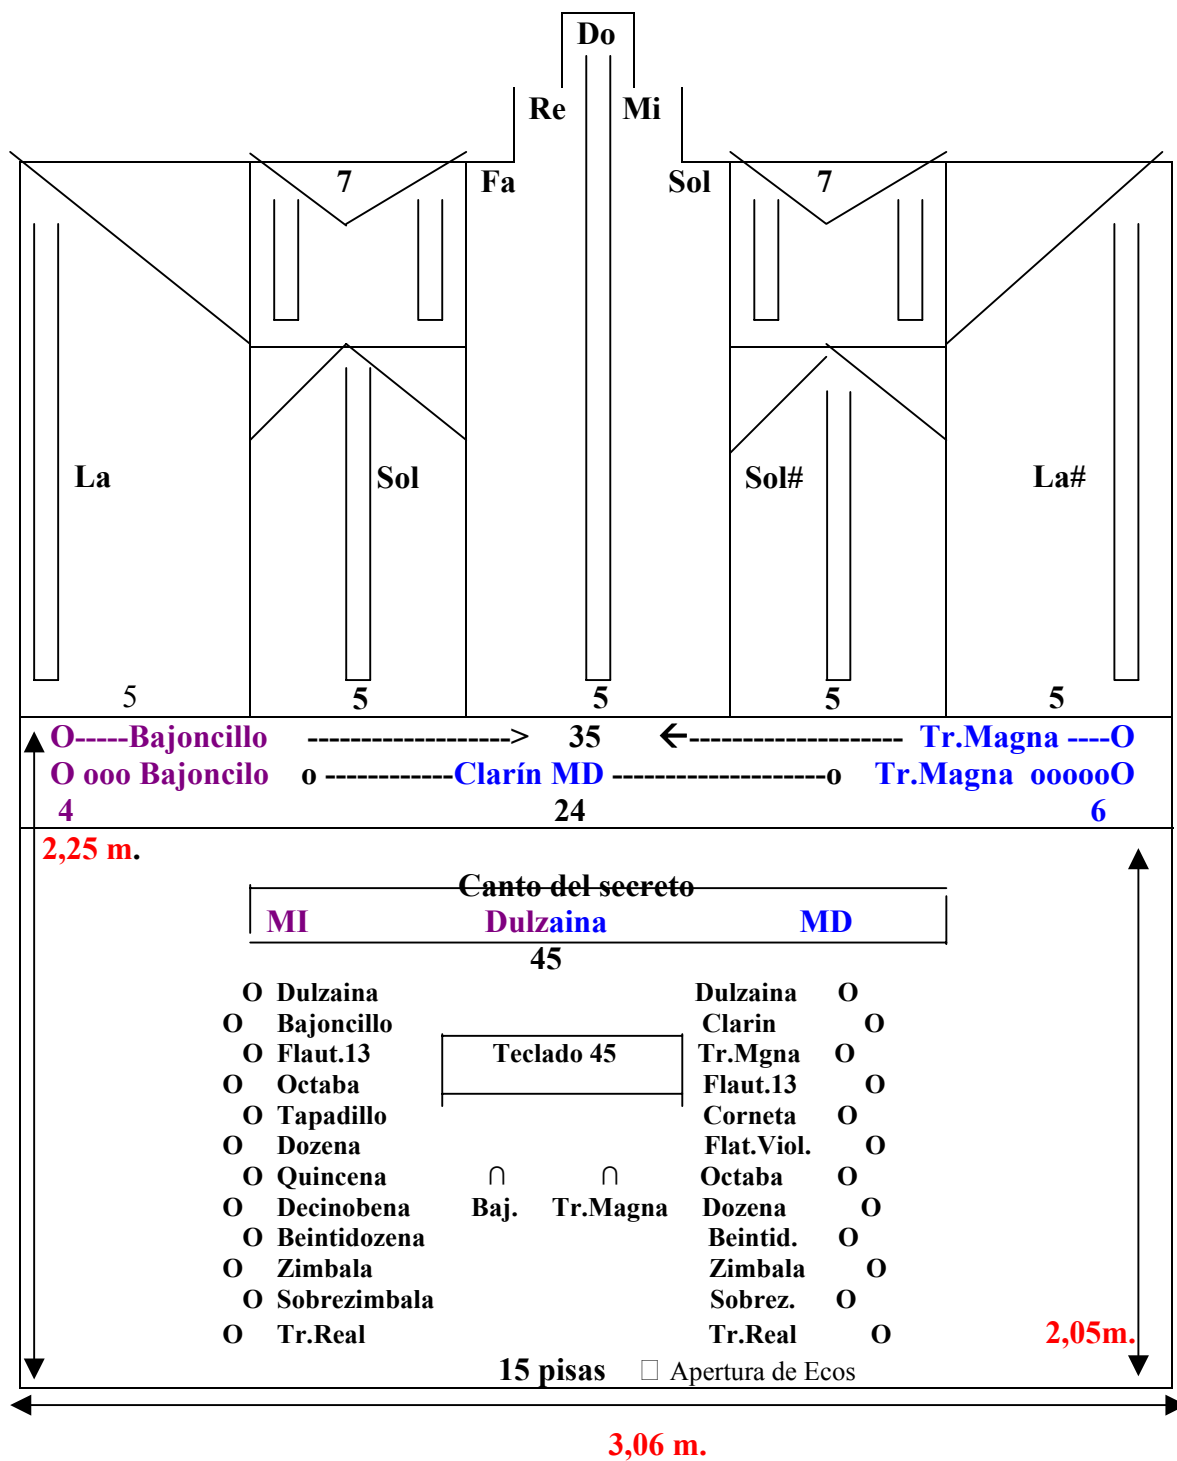 Do
Re Mi
7 Fa Sol 7
La Sol Sol# La#
5 5 5 5 5
O-----Bajoncillo -------------------> 35 ←-------------------- Tr.Magna ----O
O ooo Bajoncilo o ------------Clarín MD --------------------o Tr.Magna oooooO
4 24 6
2,25 m.
Canto del secreto
MI Dulzaina MD
45
O Dulzaina Dulzaina O
O Bajoncillo Clarin O
O Flaut.13 Teclado 45 Tr.Mgna O
O Octaba Flaut.13 O
O Tapadillo Corneta O
O Dozena Flat.Viol. O
O Quincena ∩ ∩ Octaba O
O Decinobena Baj. Tr.Magna Dozena O
O Beintidozena Beintid. O
O Zimbala Zimbala O
O Sobrezimbala Sobrez. O
O Tr.Real Tr.Real O 2,05m.
15 pisas □ Apertura de Ecos
3,06 m.